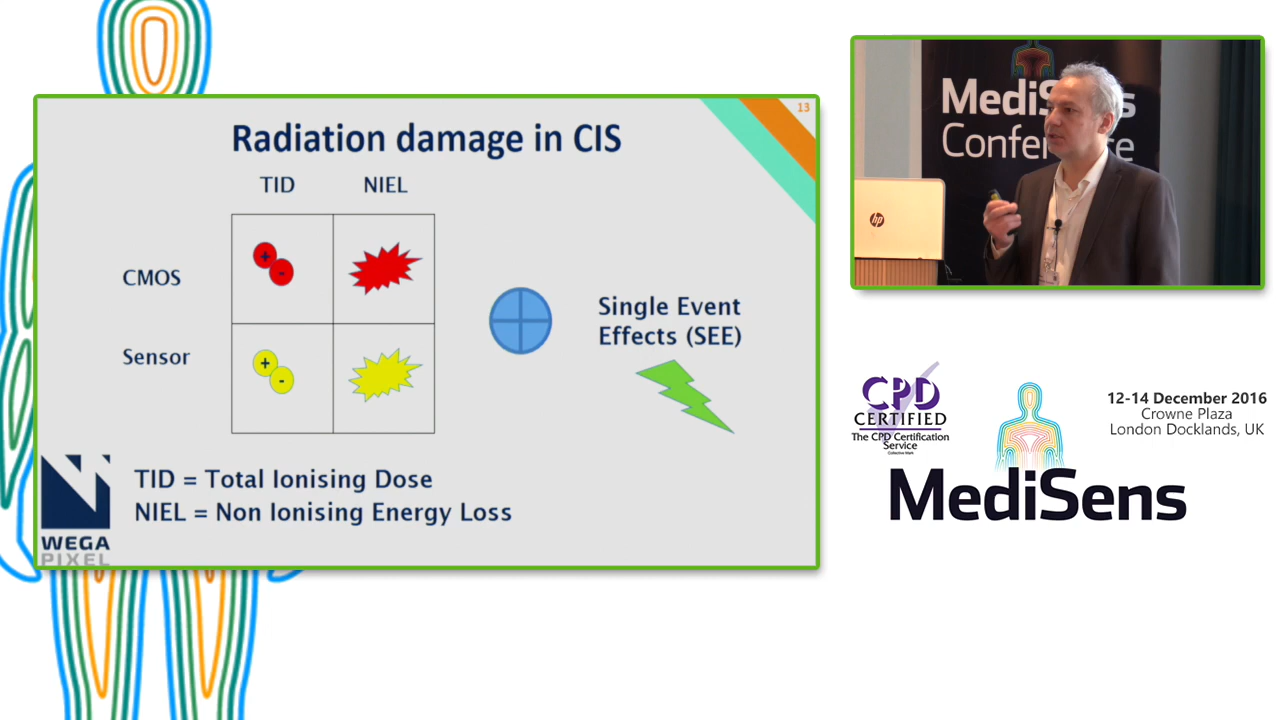 13
Radiation damage in CIS
TID NIEL
CMOS
+
-
Sensor
+
-
Single Event
Effects (SEE)
TID = Total Ionising Dose
NIEL = Non Ionising Energy Loss
WEGA
PIXEL
MediSens
Conference
hp
CPD
CERTIFIED
The CPD Certification
Service
Collective Mark
12-14 December 2016
Crowne Plaza
London Docklands, UK
MediSens